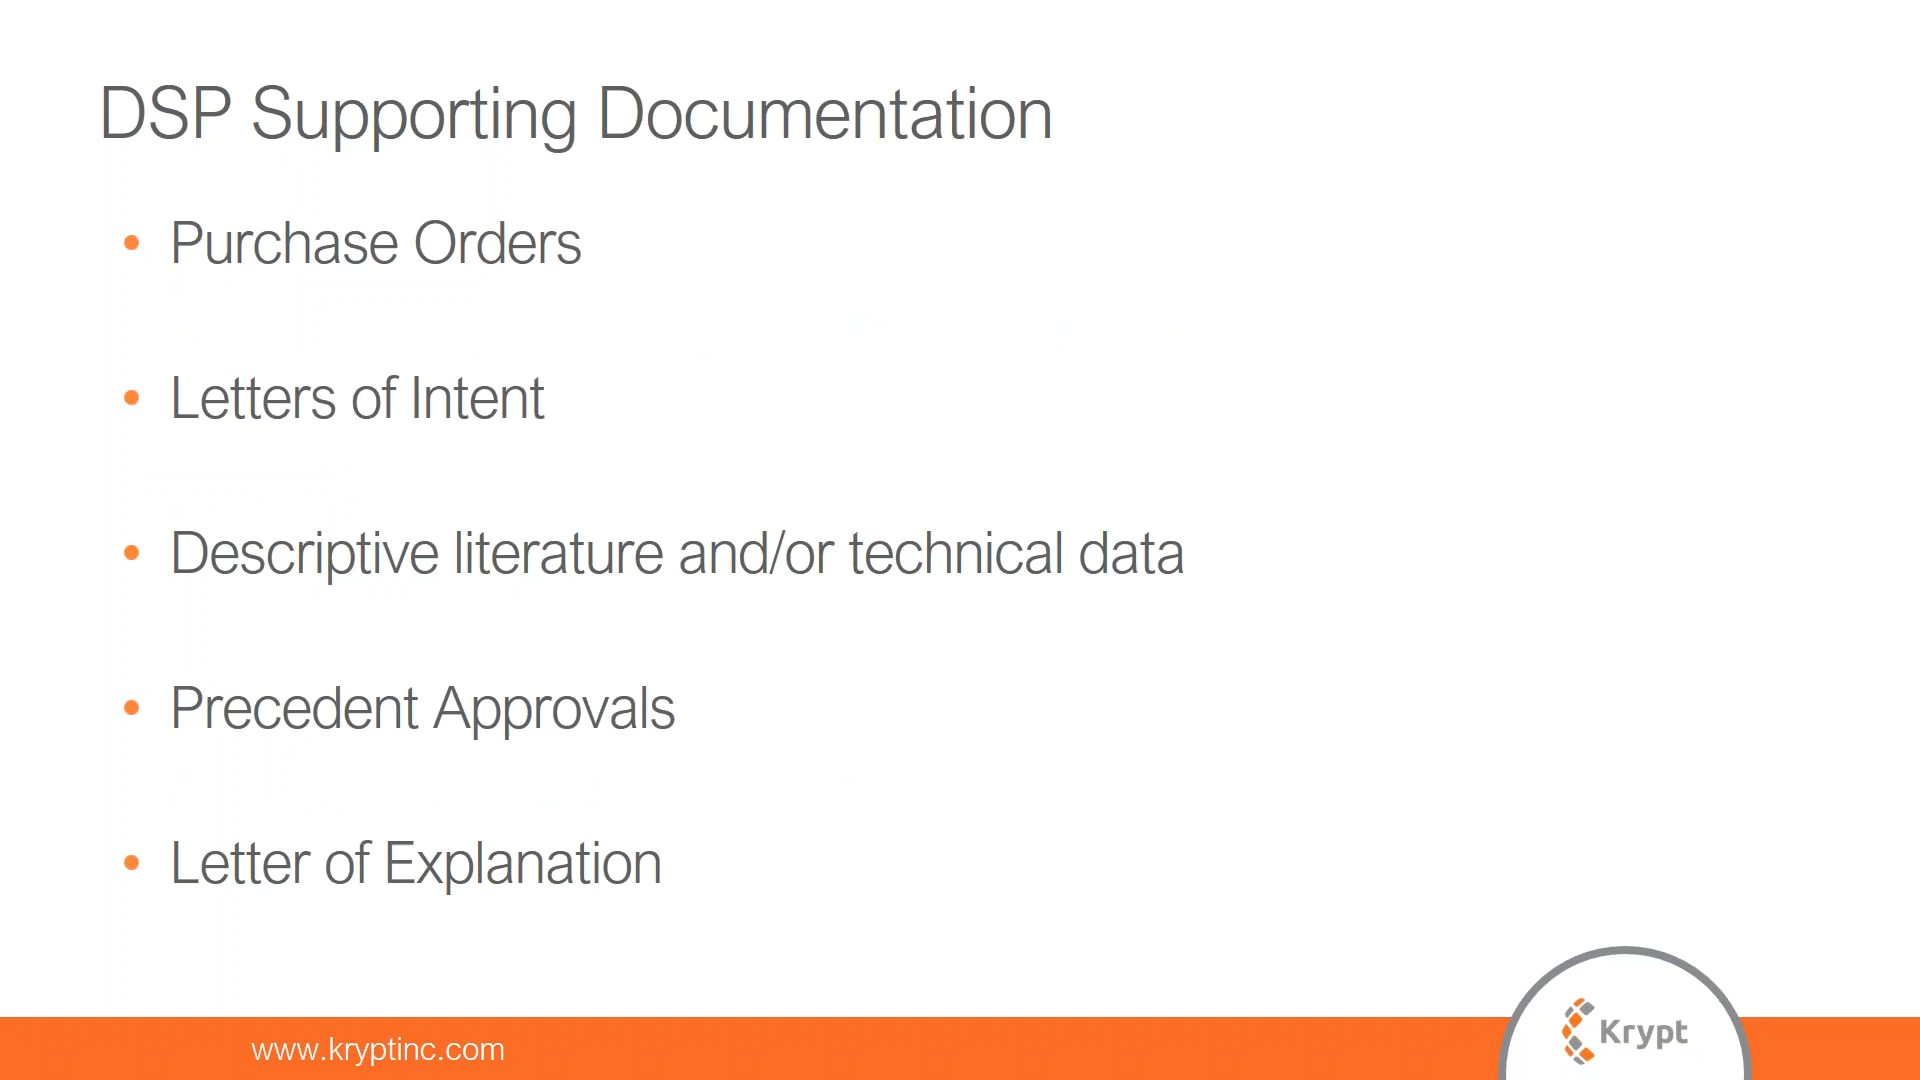 DSP Supporting Documentation
• Purchase Orders
• Letters of Intent
• Descriptive literature and/or technical data
• Precedent Approvals
• Letter of Explanation
www.kryptinc.com
Krypt